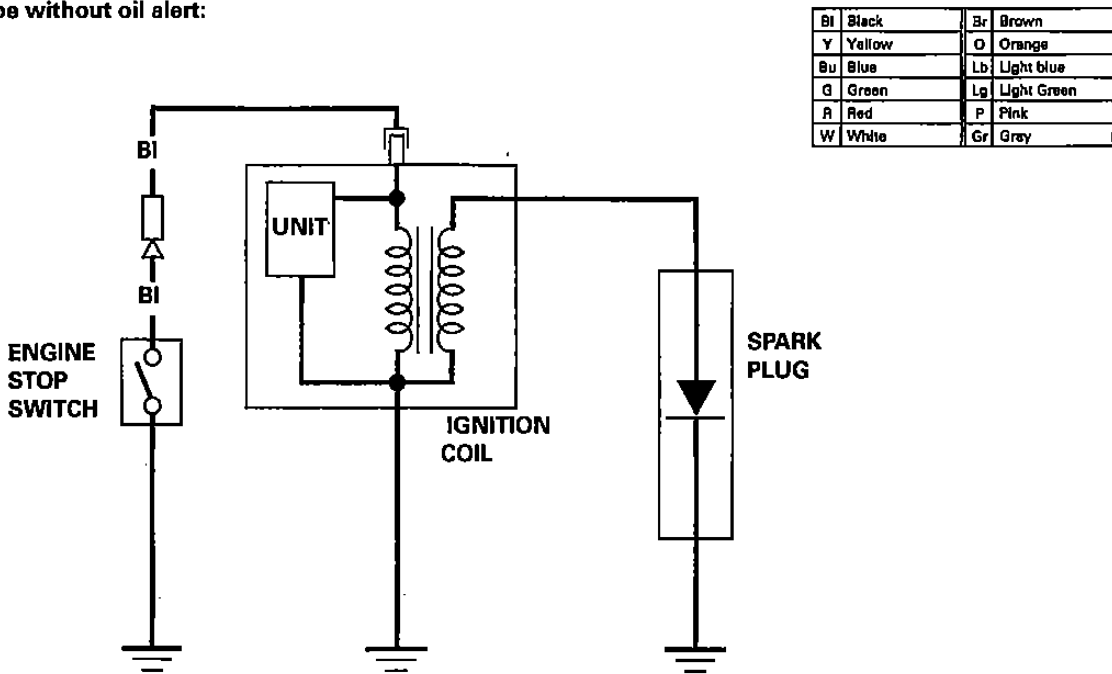 without oil alert:
Bl Black Br Brown
Y Yellow O Orange
Bu Blue Lb Light blue
G Green Lg Light Green
R Red P Pink
W White Gr Gray
Bl
UNIT
Bl
ENGINE
STOP
SWITCH
IGNITION
COIL
SPARK
PLUG